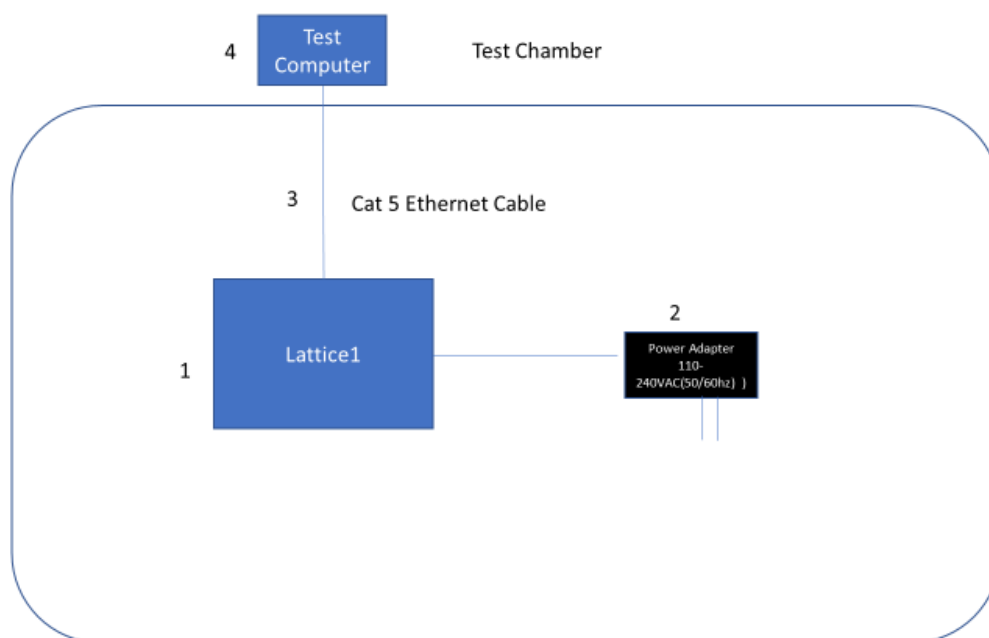 4
Test
Computer
Test Chamber
3
Cat 5 Ethernet Cable
2
Power Adapter
110-
240VAC(50/60hz) )
Lattice1
1